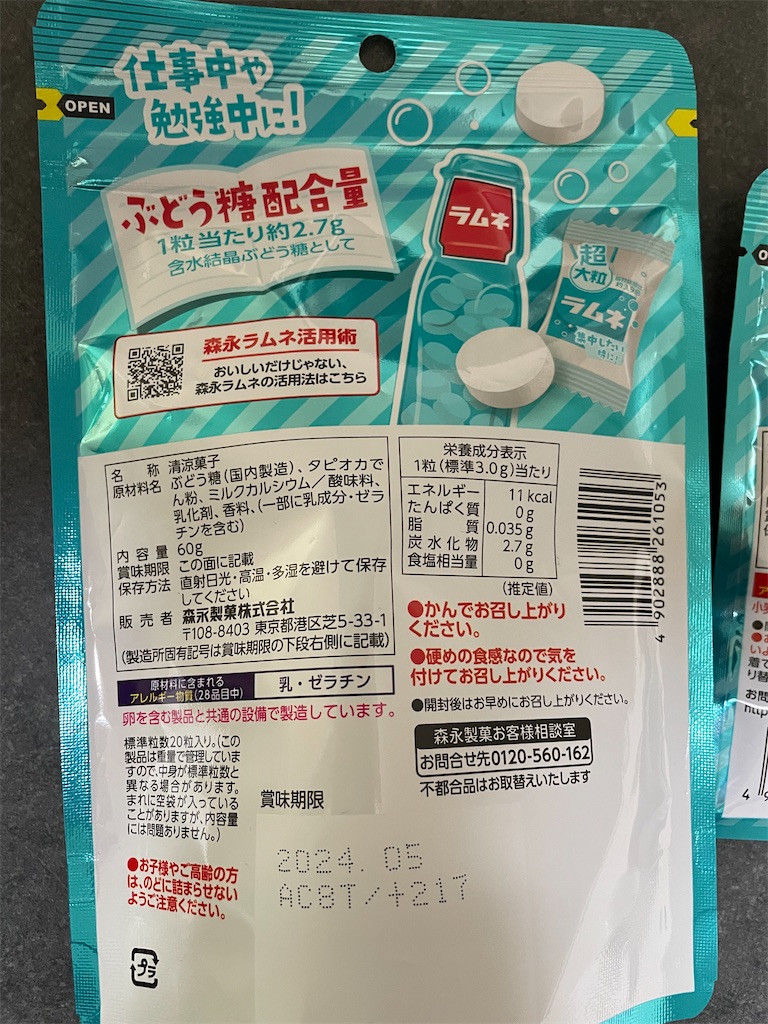 仕事中や
勉強中に!
OPEN
ぶどう糖配合量
1粒当たり約2.7g
含水結晶ぶどう糖として
ラムネ
超
大粒
ラムネ
集中したい
時に!
森永ラムネ活用術
おいしいだけじゃない、
森永ラムネの活用法はこちら
名称 清涼菓子
原材料名 ぶどう糖(国内製造)、タピオカで
ん粉、ミルクカルシウム/酸味料、
乳化剤、香料、(一部に乳成分・ゼラ
チンを含む)
内容量 60g
賞味期限 この面に記載
保存方法 直射日光・高温・多湿を避けて保存
してください
販売者 森永製菓株式会社
〒108-8403 東京都港区芝5-33-1
(製造所固有記号は賞味期限の下段右側に記載)
原材料に含まれる
アレルギー物質(28品目中)
乳・ゼラチン
卵を含む製品と共通の設備で製造しています。
標準粒数20粒入り。(この
製品は重量で管理していま
すので、中身が標準粒数と
異なる場合があります。
まれに空袋が入っている
ことがありますが、内容量
には問題ありません。)
●お子様やご高齢の方
は、のどに詰まらせない
ようご注意ください。
プラ
栄養成分表示
1粒(標準3.0g)当たり
エネルギー 11kcal
たんぱく質 0g
脂質 0.035g
炭水化物 2.7g
食塩相当量 0g
(推定値)
4 902888 261053
●かんでお召し上がり
ください。
●硬めの食感なので気を
付けてお召し上がりください。
●開封後はお早めにお召し上がりください。
森永製菓お客様相談室
お問合せ先0120-560-162
不都合品はお取替えいたします
賞味期限
2024.05
AC8T/+217